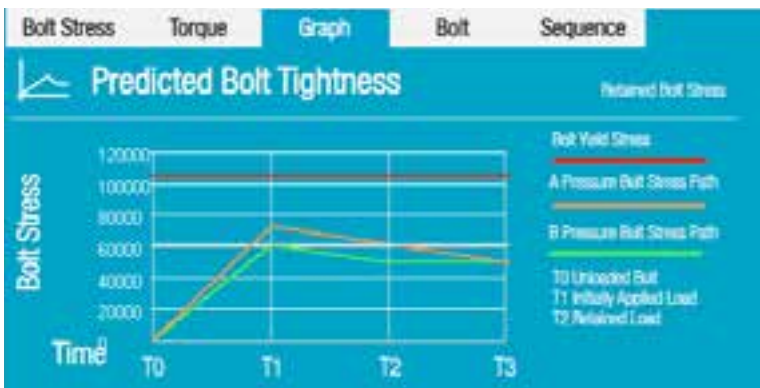 Bolt Stress Torque Graph Bolt Sequence
Predicted Bolt Tightness
Retained Bolt Stress
Bolt Yield Stress
A Pressure Bolt Stress Path
B Pressure Bolt Stress Path
T0 Unloaded Bolt
T1 Initially Applied Load
T2 Retained Load
Bolt Stress
120000
100000
80000
60000
40000
20000
0
Time
T0 T1 T2 T3